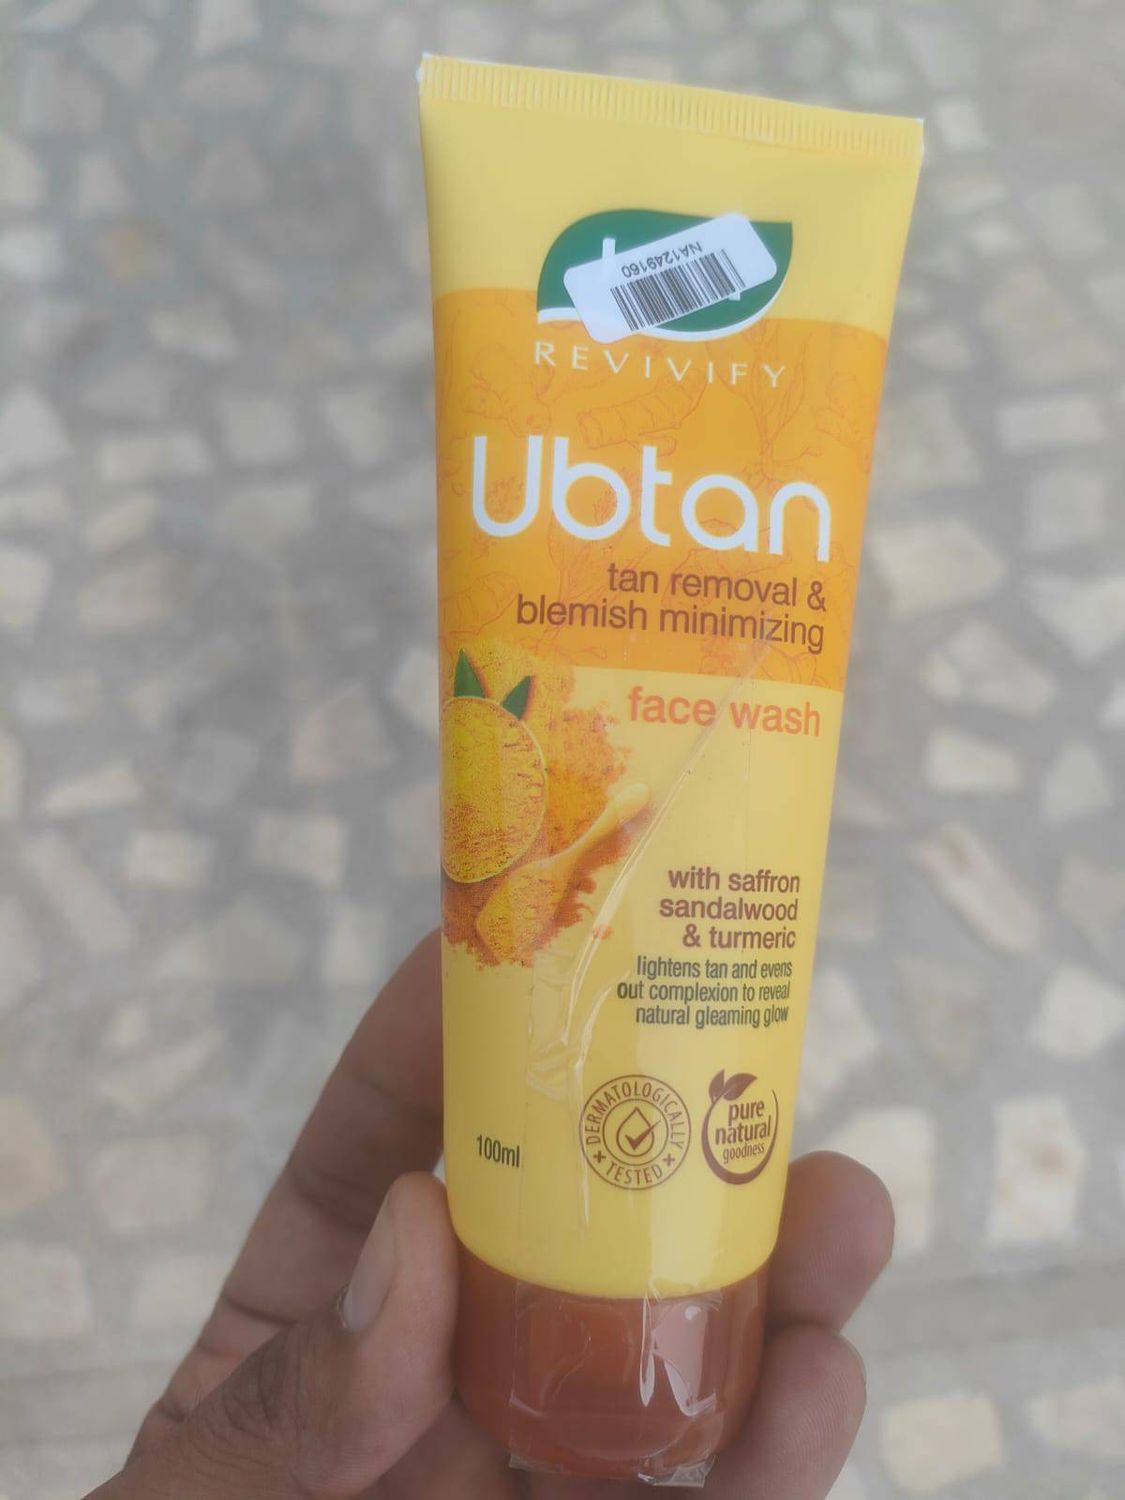 NA1249160
REVIVIFY
Ubtan
tan removal &
blemish minimizing
face wash
with saffron
sandalwood
& turmeric
lightens tan and evens
out complexion to reveal
natural gleaming glow
100ml
DERMATOLOGICALLY
TESTED
pure
natural
goodness